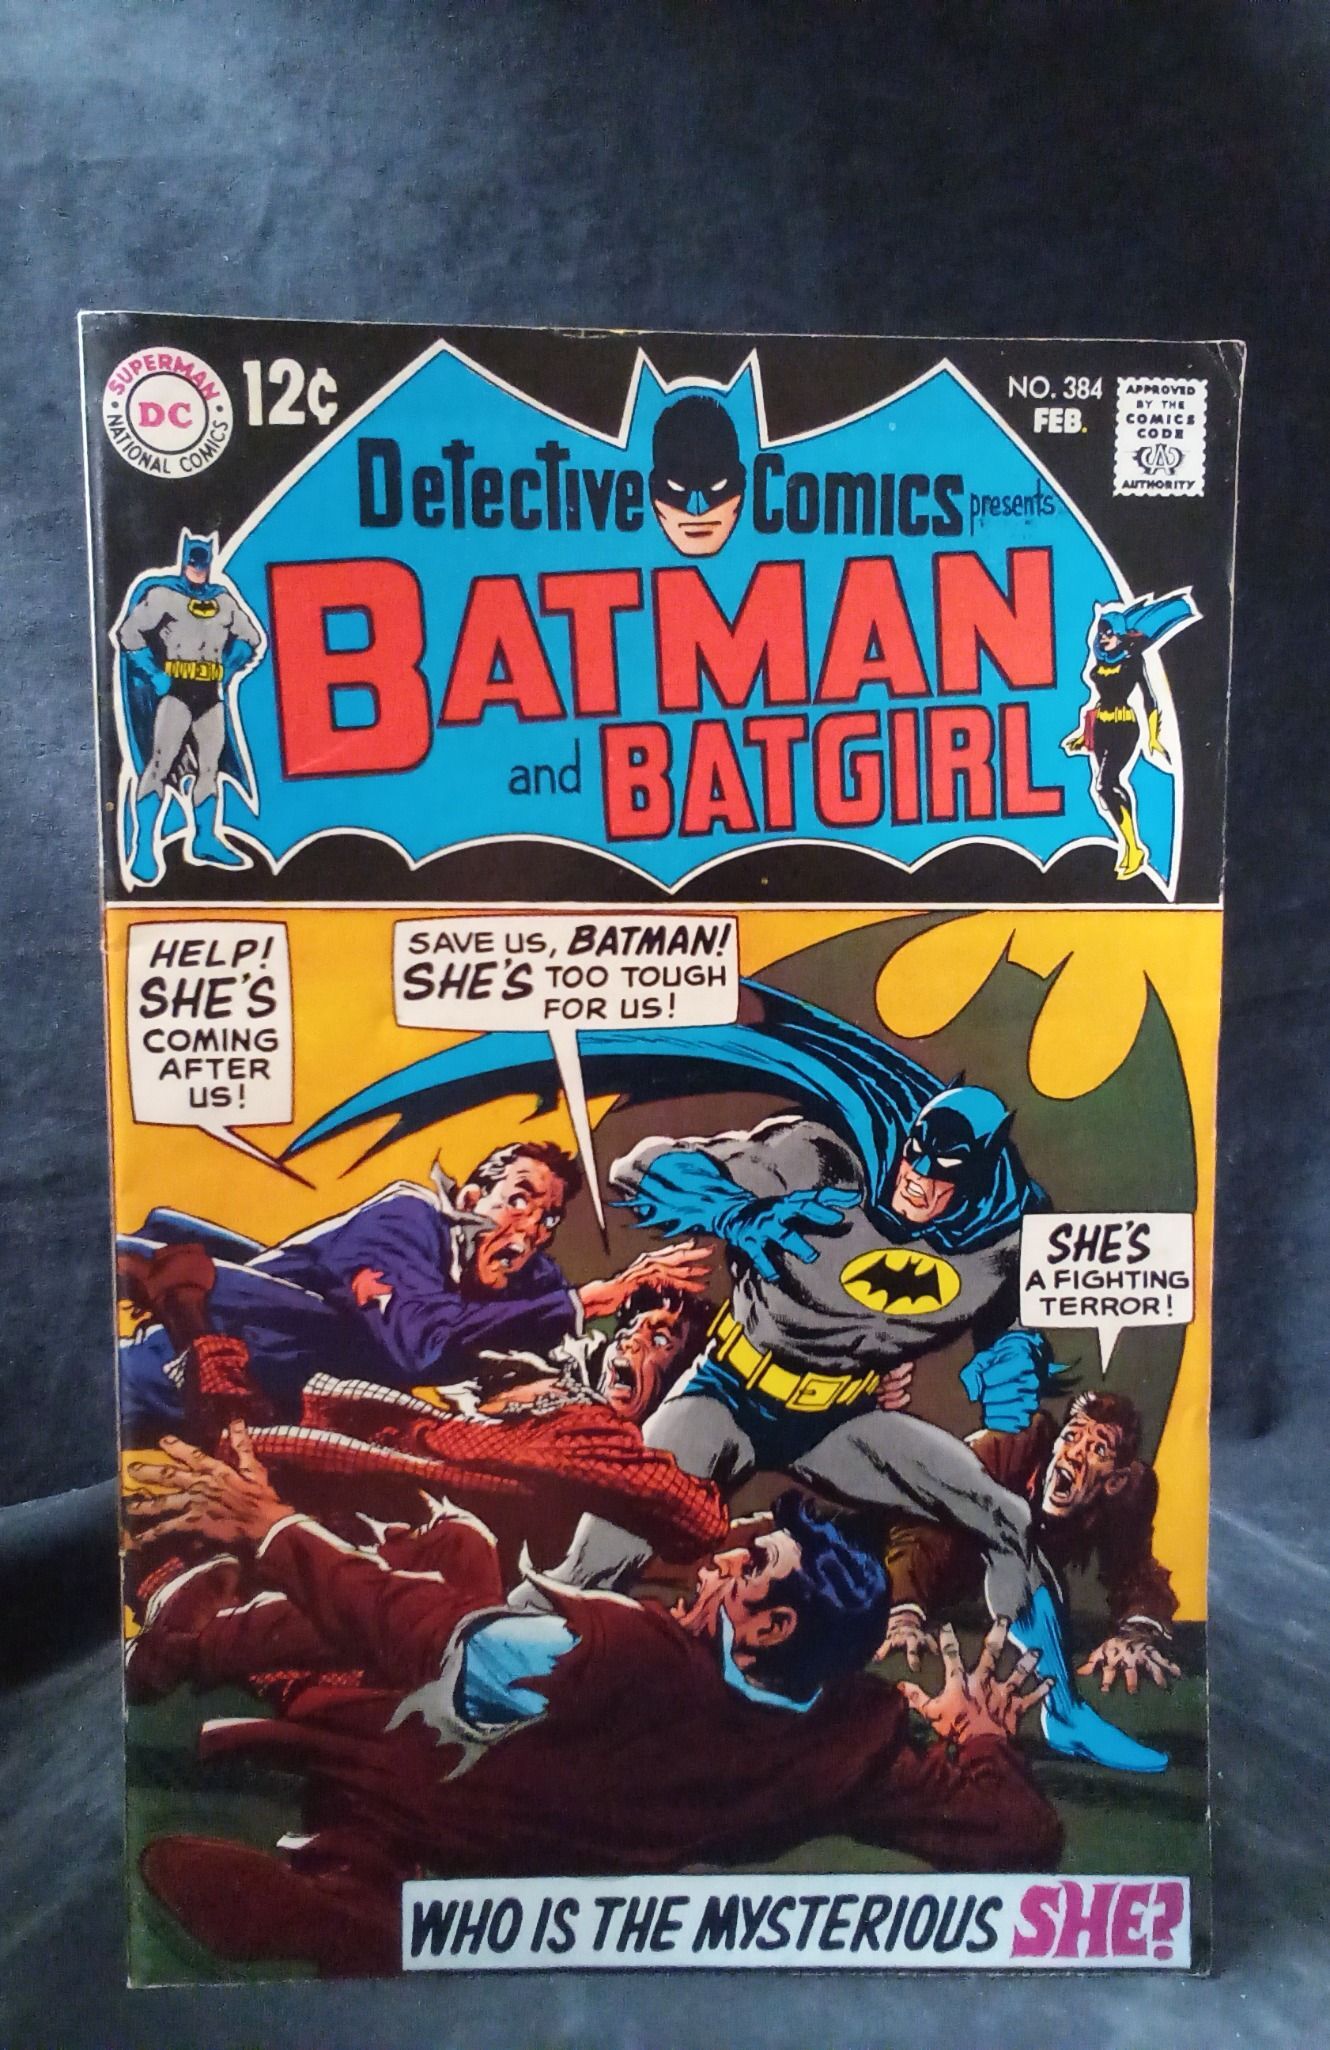 SUPERMAN
DC
NATIONAL COMICS
12¢
NO. 384
FEB.
APPROVED
BY THE
COMICS
CODE
CA
AUTHORITY
Detective Comics presents
BATMAN
and BATGIRL
HELP!
SHE'S
COMING
AFTER
US!
SAVE US, BATMAN!
SHE'S TOO TOUGH
FOR US!
SHE'S
A FIGHTING
TERROR!
WHO IS THE MYSTERIOUS SHE?